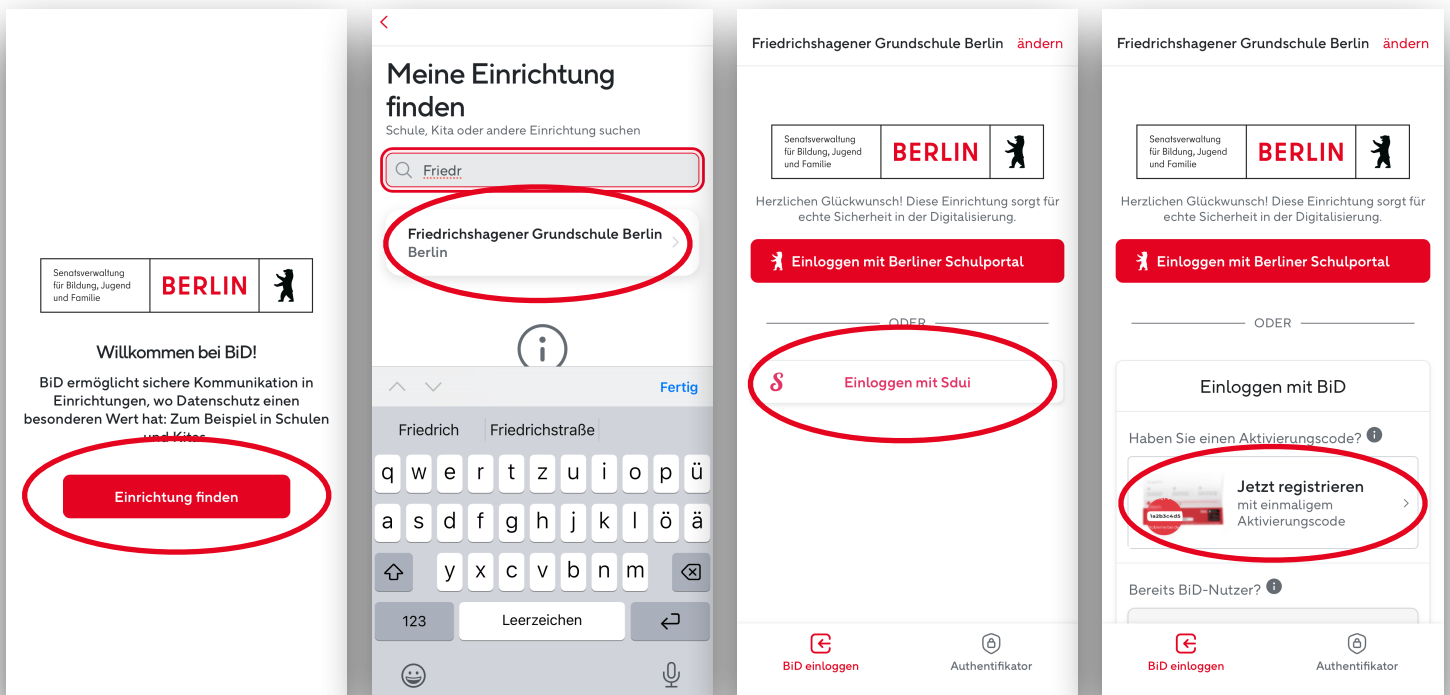 Senatsverwaltung
für Bildung, Jugend
und Familie
BERLIN
Willkommen bei BiD!
BiD ermöglicht sichere Kommunikation in
Einrichtungen, wo Datenschutz einen
besonderen Wert hat: Zum Beispiel in Schulen
und Kitas
Einrichtung finden
Meine Einrichtung
finden
Schule, Kita oder andere Einrichtung suchen
Friedr
Friedrichshagener Grundschule Berlin
Berlin
Fertig
Friedrich Friedrichstraße
q w e r t z u i o p ü
a s d f g h j k l ö ä
y x c v b n m
123 Leerzeichen
Friedrichshagener Grundschule Berlin ändern
Senatsverwaltung
für Bildung, Jugend
und Familie
BERLIN
Herzlichen Glückwunsch! Diese Einrichtung sorgt für
echte Sicherheit in der Digitalisierung.
Einloggen mit Berliner Schulportal
ODER
S Einloggen mit Sdui
BiD einloggen Authentifikator
Friedrichshagener Grundschule Berlin ändern
Senatsverwaltung
für Bildung, Jugend
und Familie
BERLIN
Herzlichen Glückwunsch! Diese Einrichtung sorgt für
echte Sicherheit in der Digitalisierung.
Einloggen mit Berliner Schulportal
ODER
Einloggen mit BiD
Haben Sie einen Aktivierungscode?
1a2b3c4d5
Jetzt registrieren
mit einmaligem
Aktivierungscode
Bereits BiD-Nutzer?
BiD einloggen Authentifikator